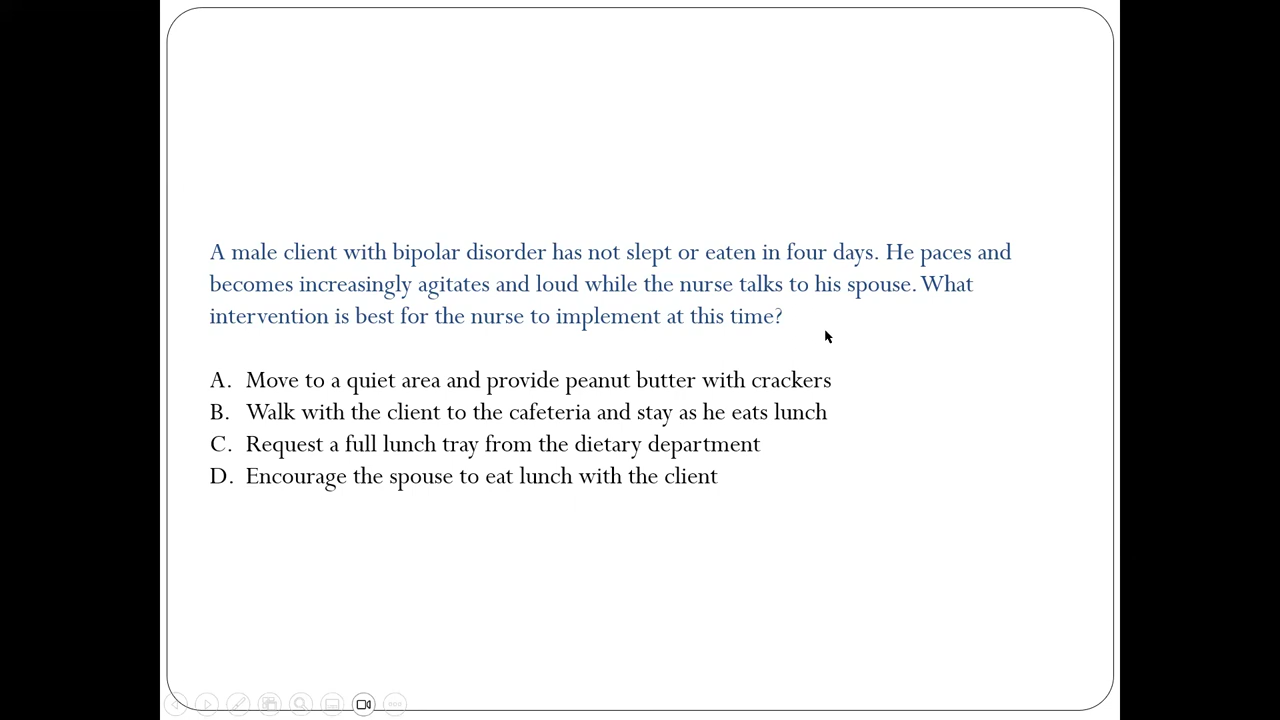 A male client with bipolar disorder has not slept or eaten in four days. He paces and
becomes increasingly agitates and loud while the nurse talks to his spouse. What
intervention is best for the nurse to implement at this time?
A. Move to a quiet area and provide peanut butter with crackers
B. Walk with the client to the cafeteria and stay as he eats lunch
C. Request a full lunch tray from the dietary department
D. Encourage the spouse to eat lunch with the client